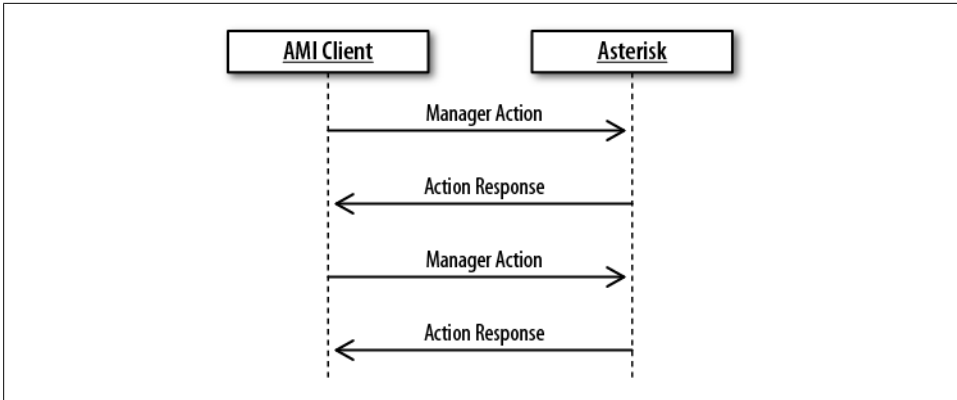 AMI Client
Asterisk
Manager Action
Action Response
Manager Action
Action Response